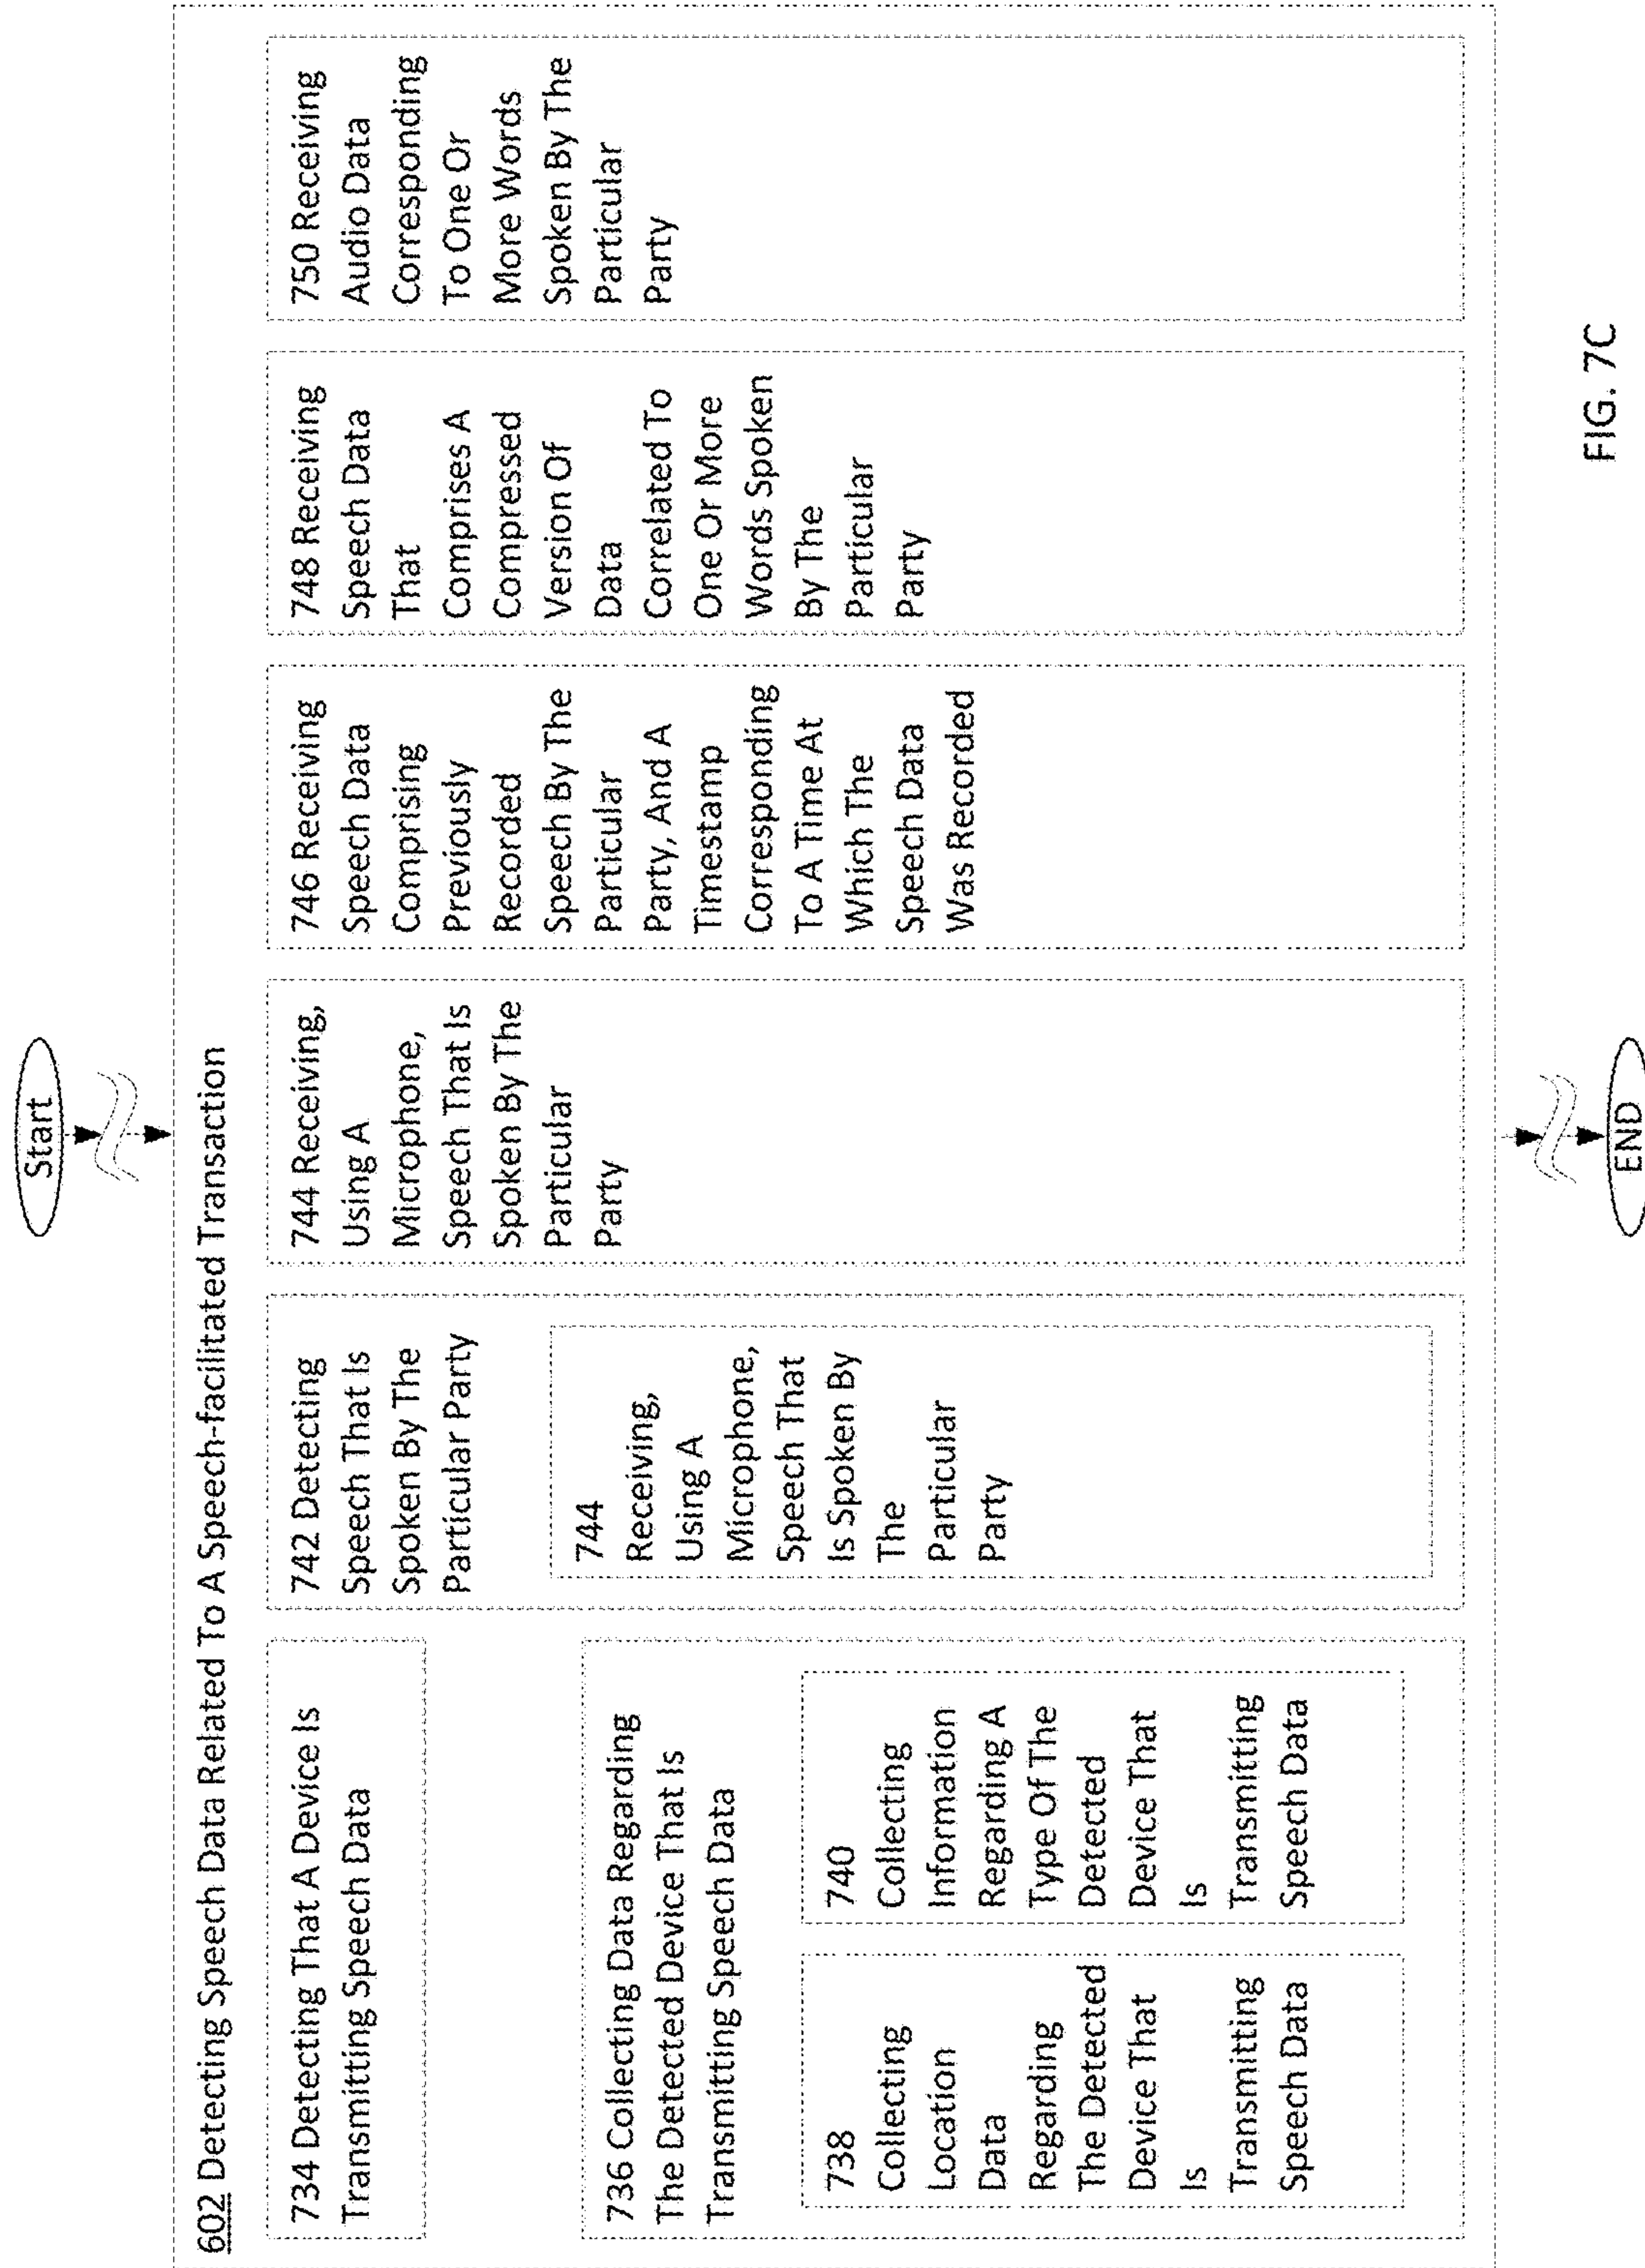 Start
602 Detecting Speech Data Related To A Speech-facilitated Transaction
734 Detecting That A Device Is
Transmitting Speech Data
736 Collecting Data Regarding
The Detected Device That Is
Transmitting Speech Data
738
Collecting
Location
Data
Regarding
The Detected
Device That
Is
Transmitting
Speech Data
740
Collecting
Information
Regarding A
Type Of The
Detected
Device That
Is
Transmitting
Speech Data
742 Detecting
Speech That Is
Spoken By The
Particular Party
744
Receiving,
Using A
Microphone,
Speech That
Is Spoken By
The
Particular
Party
744 Receiving,
Using A
Microphone,
Speech That Is
Spoken By The
Particular
Party
746 Receiving
Speech Data
Comprising
Previously
Recorded
Speech By The
Particular
Party, And A
Timestamp
Corresponding
To A Time At
Which The
Speech Data
Was Recorded
748 Receiving
Speech Data
That
Comprises A
Compressed
Version Of
Data
Correlated To
One Or More
Words Spoken
By The
Particular
Party
750 Receiving
Audio Data
Corresponding
To One Or
More Words
Spoken By The
Particular
Party
END
FIG. 7C